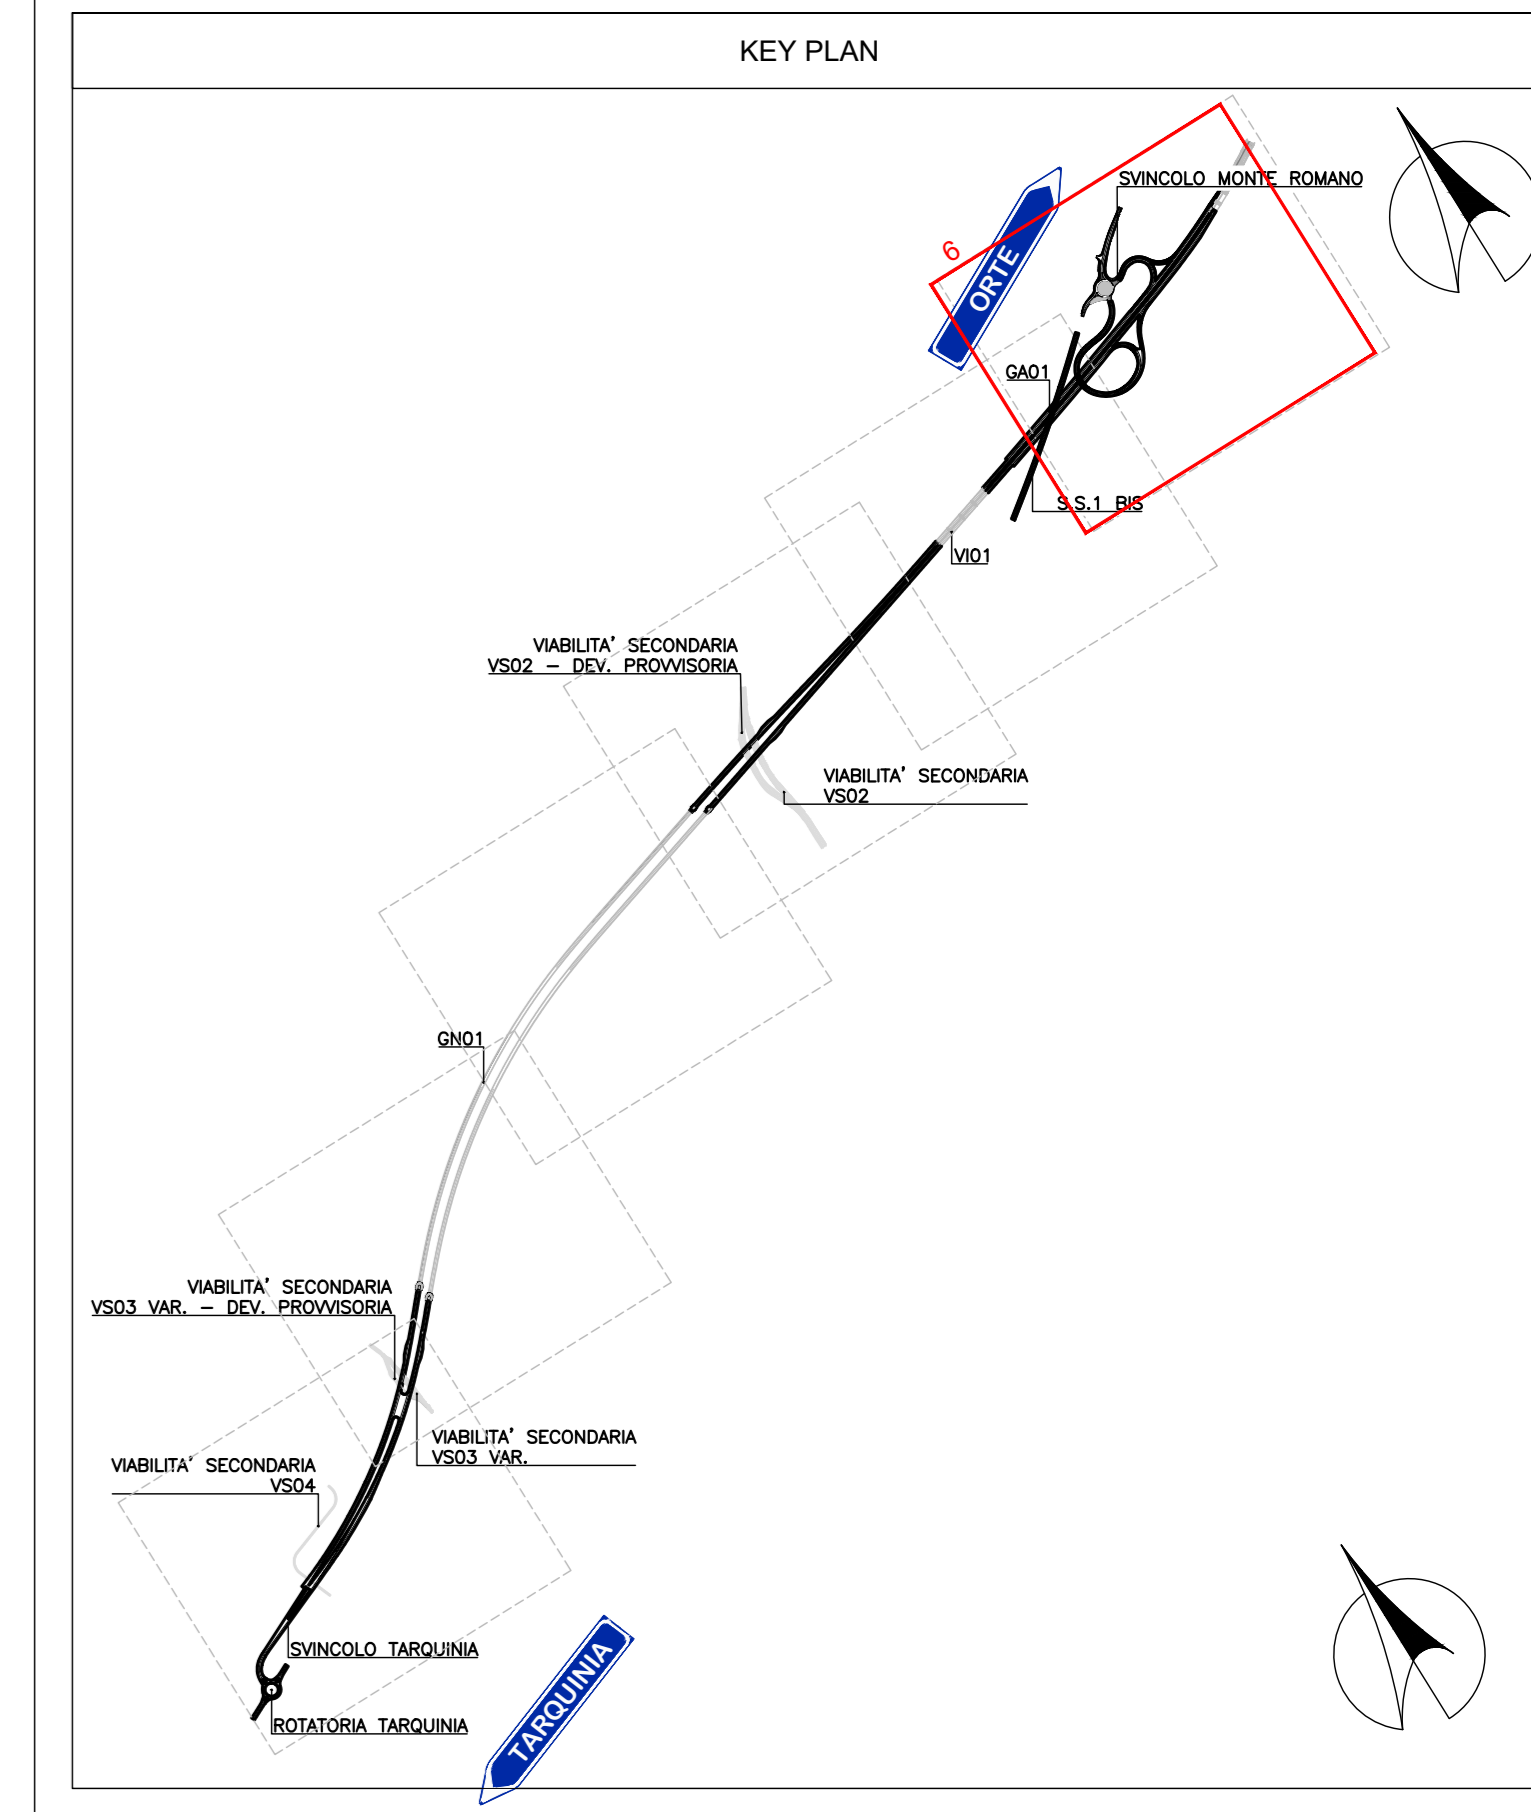 KEY PLAN
SVINCOLO MONTE ROMANO
6
ORTE
GA01
S.S.1 BIS
VI01
VIABILITA' SECONDARIA
VS02 – DEV. PROVVISORIA
VIABILITA' SECONDARIA
VS02
GN01
VIABILITA' SECONDARIA
VS03 VAR. – DEV. PROVVISORIA
VIABILITA' SECONDARIA
VS03 VAR.
VIABILITA' SECONDARIA
VS04
SVINCOLO TARQUINIA
TARQUINIA
ROTATORIA TARQUINIA